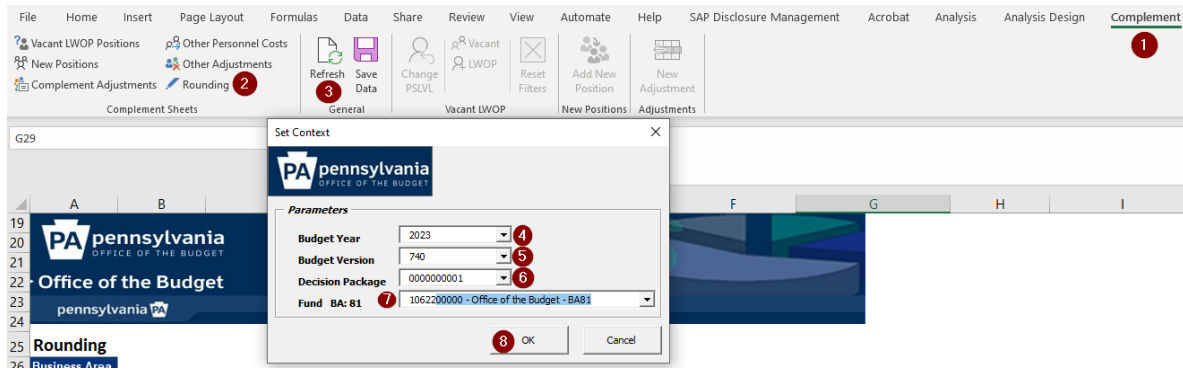 File Home Insert Page Layout Formulas Data Share Review View Automate Help SAP Disclosure Management Acrobat Analysis Analysis Design Complement
1
Vacant LWOP Positions Other Personnel Costs
New Positions Other Adjustments
Complement Adjustments Rounding 2
Complement Sheets
Refresh Save Data
3
General
Change PSLVL
Vacant
LWOP
Reset Filters
Vacant LWOP
Add New Position
New Positions
New Adjustment
Adjustments
G29
Set Context
PA pennsylvania
OFFICE OF THE BUDGET
Parameters
Budget Year 2023 4
Budget Version 740 5
Decision Package 0000000001 6
Fund BA: 81 7 1062200000 - Office of the Budget - BA81
8 OK Cancel
A B F G H I
19
20
21
22
23
24
25
26
PA pennsylvania
OFFICE OF THE BUDGET
Office of the Budget
pennsylvania PA
Rounding
Business Area